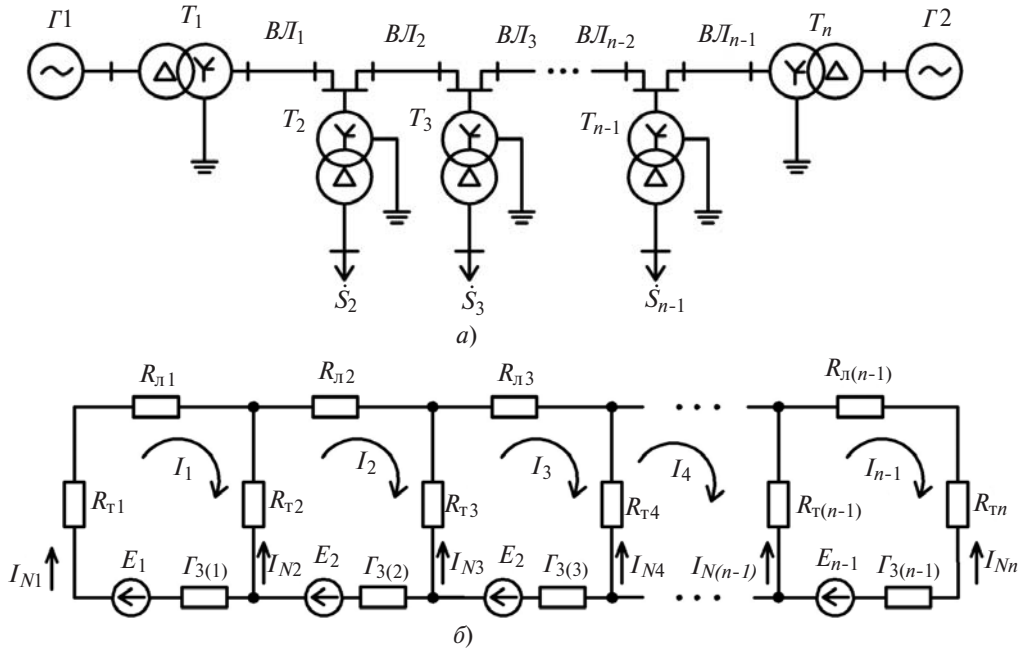 Г1 T1 ВЛ1 ВЛ2 ВЛ3 ВЛn-2 ВЛn-1 Tn Г2
T2 T3 Tn-1
Ṡ2 Ṡ3 Ṡn-1
а)
Rл1 Rл2 Rл3 Rл(n-1)
. . .
I1 I2 I3 I4 In-1
Rт1 Rт2 Rт3 Rт4 Rт(n-1) Rтn
IN1 E1 Г3(1) IN2 E2 Г3(2) IN3 E2 Г3(3) IN4 IN(n-1) En-1 Г3(n-1) INn
. . .
б)